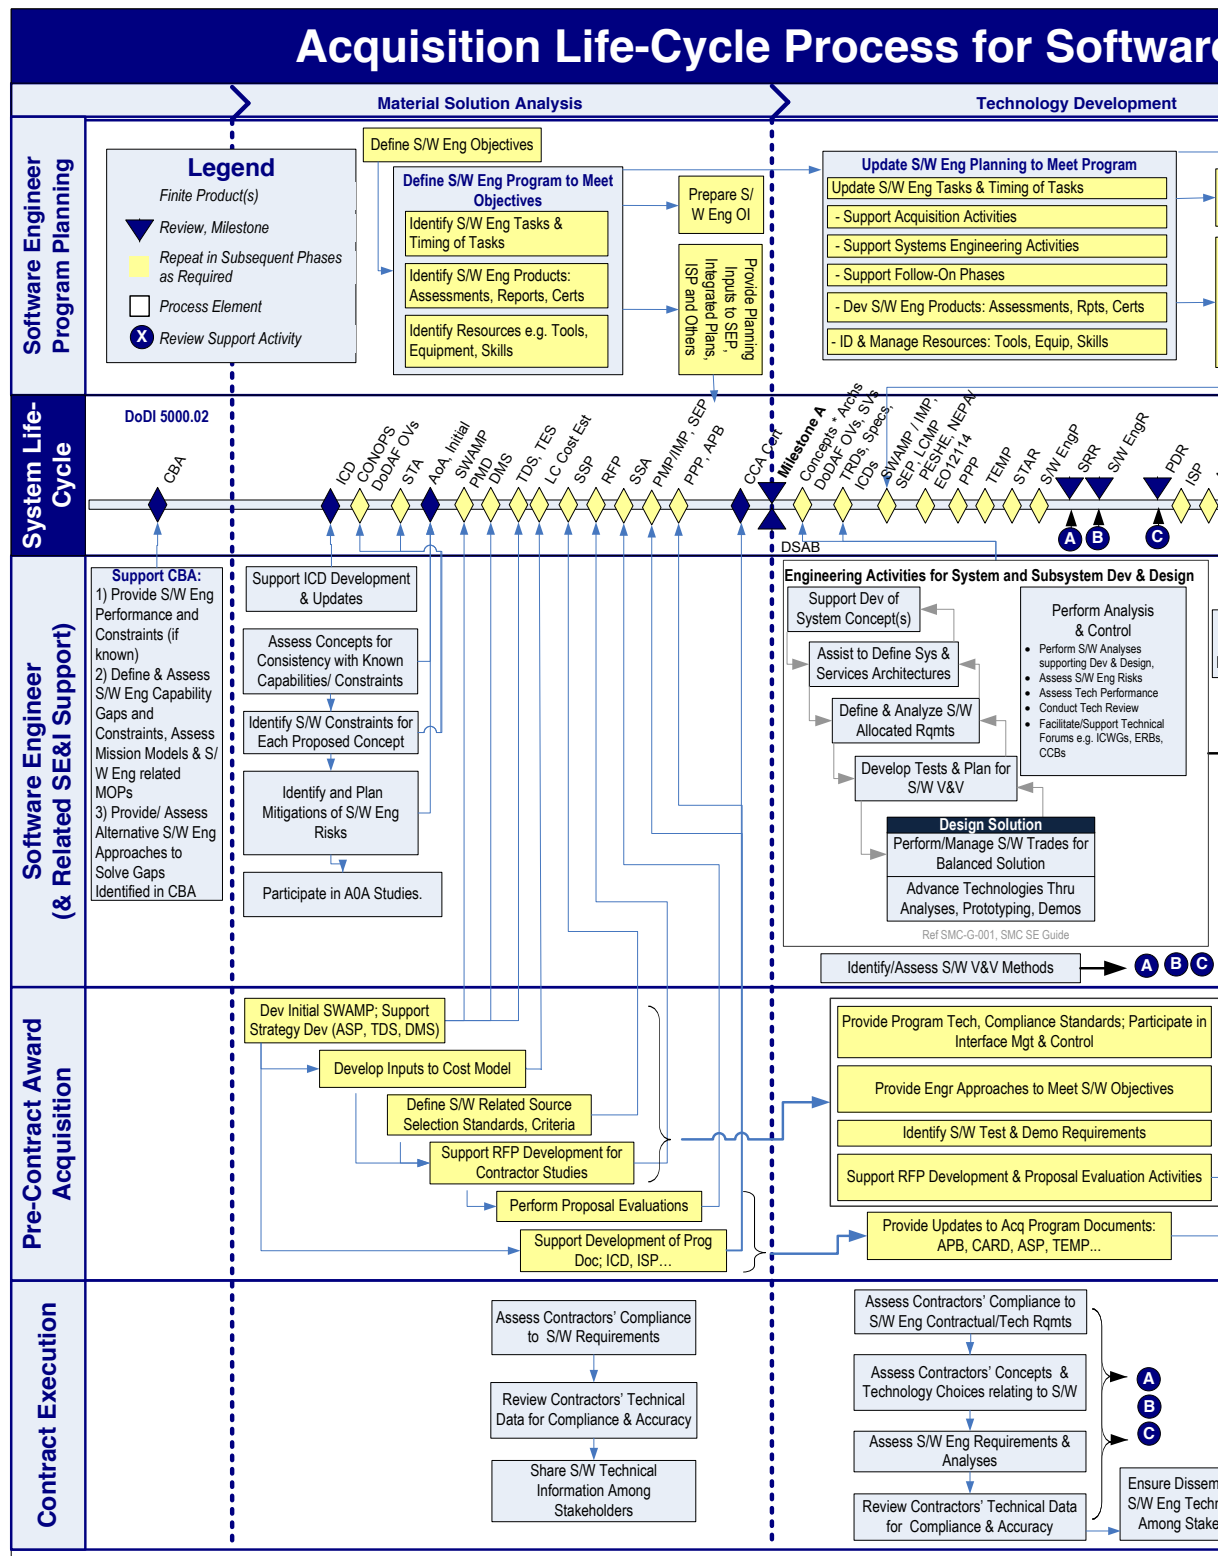 Acquisition Life-Cycle Process for Software
Material Solution Analysis
Technology Development
Software Engineer
Program Planning
Legend
Finite Product(s)
Review, Milestone
Repeat in Subsequent Phases
as Required
Process Element
X
Review Support Activity
Define S/W Eng Objectives
Define S/W Eng Program to Meet
Objectives
Identify S/W Eng Tasks &
Timing of Tasks
Identify S/W Eng Products:
Assessments, Reports, Certs
Identify Resources e.g. Tools,
Equipment, Skills
Prepare S/
W Eng OI
Provide Planning
Inputs to SEP,
Integrated Plans,
ISP and Others
Update S/W Eng Planning to Meet Program
Update S/W Eng Tasks & Timing of Tasks
- Support Acquisition Activities
- Support Systems Engineering Activities
- Support Follow-On Phases
- Dev S/W Eng Products: Assessments, Rpts, Certs
- ID & Manage Resources: Tools, Equip, Skills
System Life-
Cycle
DoDI 5000.02
CBA
ICD
CONOPS
DoDAF OVs
STA
AoA, Initial
SWAMP
PMD
DMS
TDS, TES
LC Cost Est
SSP
RFP
SSA
PMP/IMP, SEP
PPP, APB
CCA Cert
Milestone A
Concepts * Archs
DoDAF OVs, SVs
TRDs, Specs,
ICDs
SWAMP / IMP,
SEP, LCMP
PESHE, NEPA/
EO12114
PPP
TEMP
STAR
S/W EngP
SRR
S/W EngR
PDR
ISP
A
B
C
DSAB
Software Engineer
(& Related SE&I Support)
Support CBA:
1) Provide S/W Eng
Performance and
Constraints (if
known)
2) Define & Assess
S/W Eng Capability
Gaps and
Constraints, Assess
Mission Models & S/
W Eng related
MOPs
3) Provide/ Assess
Alternative S/W Eng
Approaches to
Solve Gaps
Identified in CBA
Support ICD Development
& Updates
Assess Concepts for
Consistency with Known
Capabilities/ Constraints
Identify S/W Constraints for
Each Proposed Concept
Identify and Plan
Mitigations of S/W Eng
Risks
Participate in A0A Studies.
Engineering Activities for System and Subsystem Dev & Design
Support Dev of
System Concept(s)
Assist to Define Sys &
Services Architectures
Define & Analyze S/W
Allocated Rqmts
Develop Tests & Plan for
S/W V&V
Design Solution
Perform/Manage S/W Trades for
Balanced Solution
Advance Technologies Thru
Analyses, Prototyping, Demos
Perform Analysis
& Control
• Perform S/W Analyses
supporting Dev & Design,
• Assess S/W Eng Risks
• Assess Tech Performance
• Conduct Tech Review
• Facilitate/Support Technical
Forums e.g. ICWGs, ERBs,
CCBs
Ref SMC-G-001, SMC SE Guide
Identify/Assess S/W V&V Methods
A B C
Pre-Contract Award
Acquisition
Dev Initial SWAMP; Support
Strategy Dev (ASP, TDS, DMS)
Develop Inputs to Cost Model
Define S/W Related Source
Selection Standards, Criteria
Support RFP Development for
Contractor Studies
Perform Proposal Evaluations
Support Development of Prog
Doc; ICD, ISP…
Provide Program Tech, Compliance Standards; Participate in
Interface Mgt & Control
Provide Engr Approaches to Meet S/W Objectives
Identify S/W Test & Demo Requirements
Support RFP Development & Proposal Evaluation Activities
Provide Updates to Acq Program Documents:
APB, CARD, ASP, TEMP...
Contract Execution
Assess Contractors' Compliance
to S/W Requirements
Review Contractors' Technical
Data for Compliance & Accuracy
Share S/W Technical
Information Among
Stakeholders
Assess Contractors' Compliance to
S/W Eng Contractual/Tech Rqmts
Assess Contractors' Concepts &
Technology Choices relating to S/W
Assess S/W Eng Requirements &
Analyses
Review Contractors' Technical Data
for Compliance & Accuracy
A
B
C
Ensure Dissem
S/W Eng Techn
Among Stake